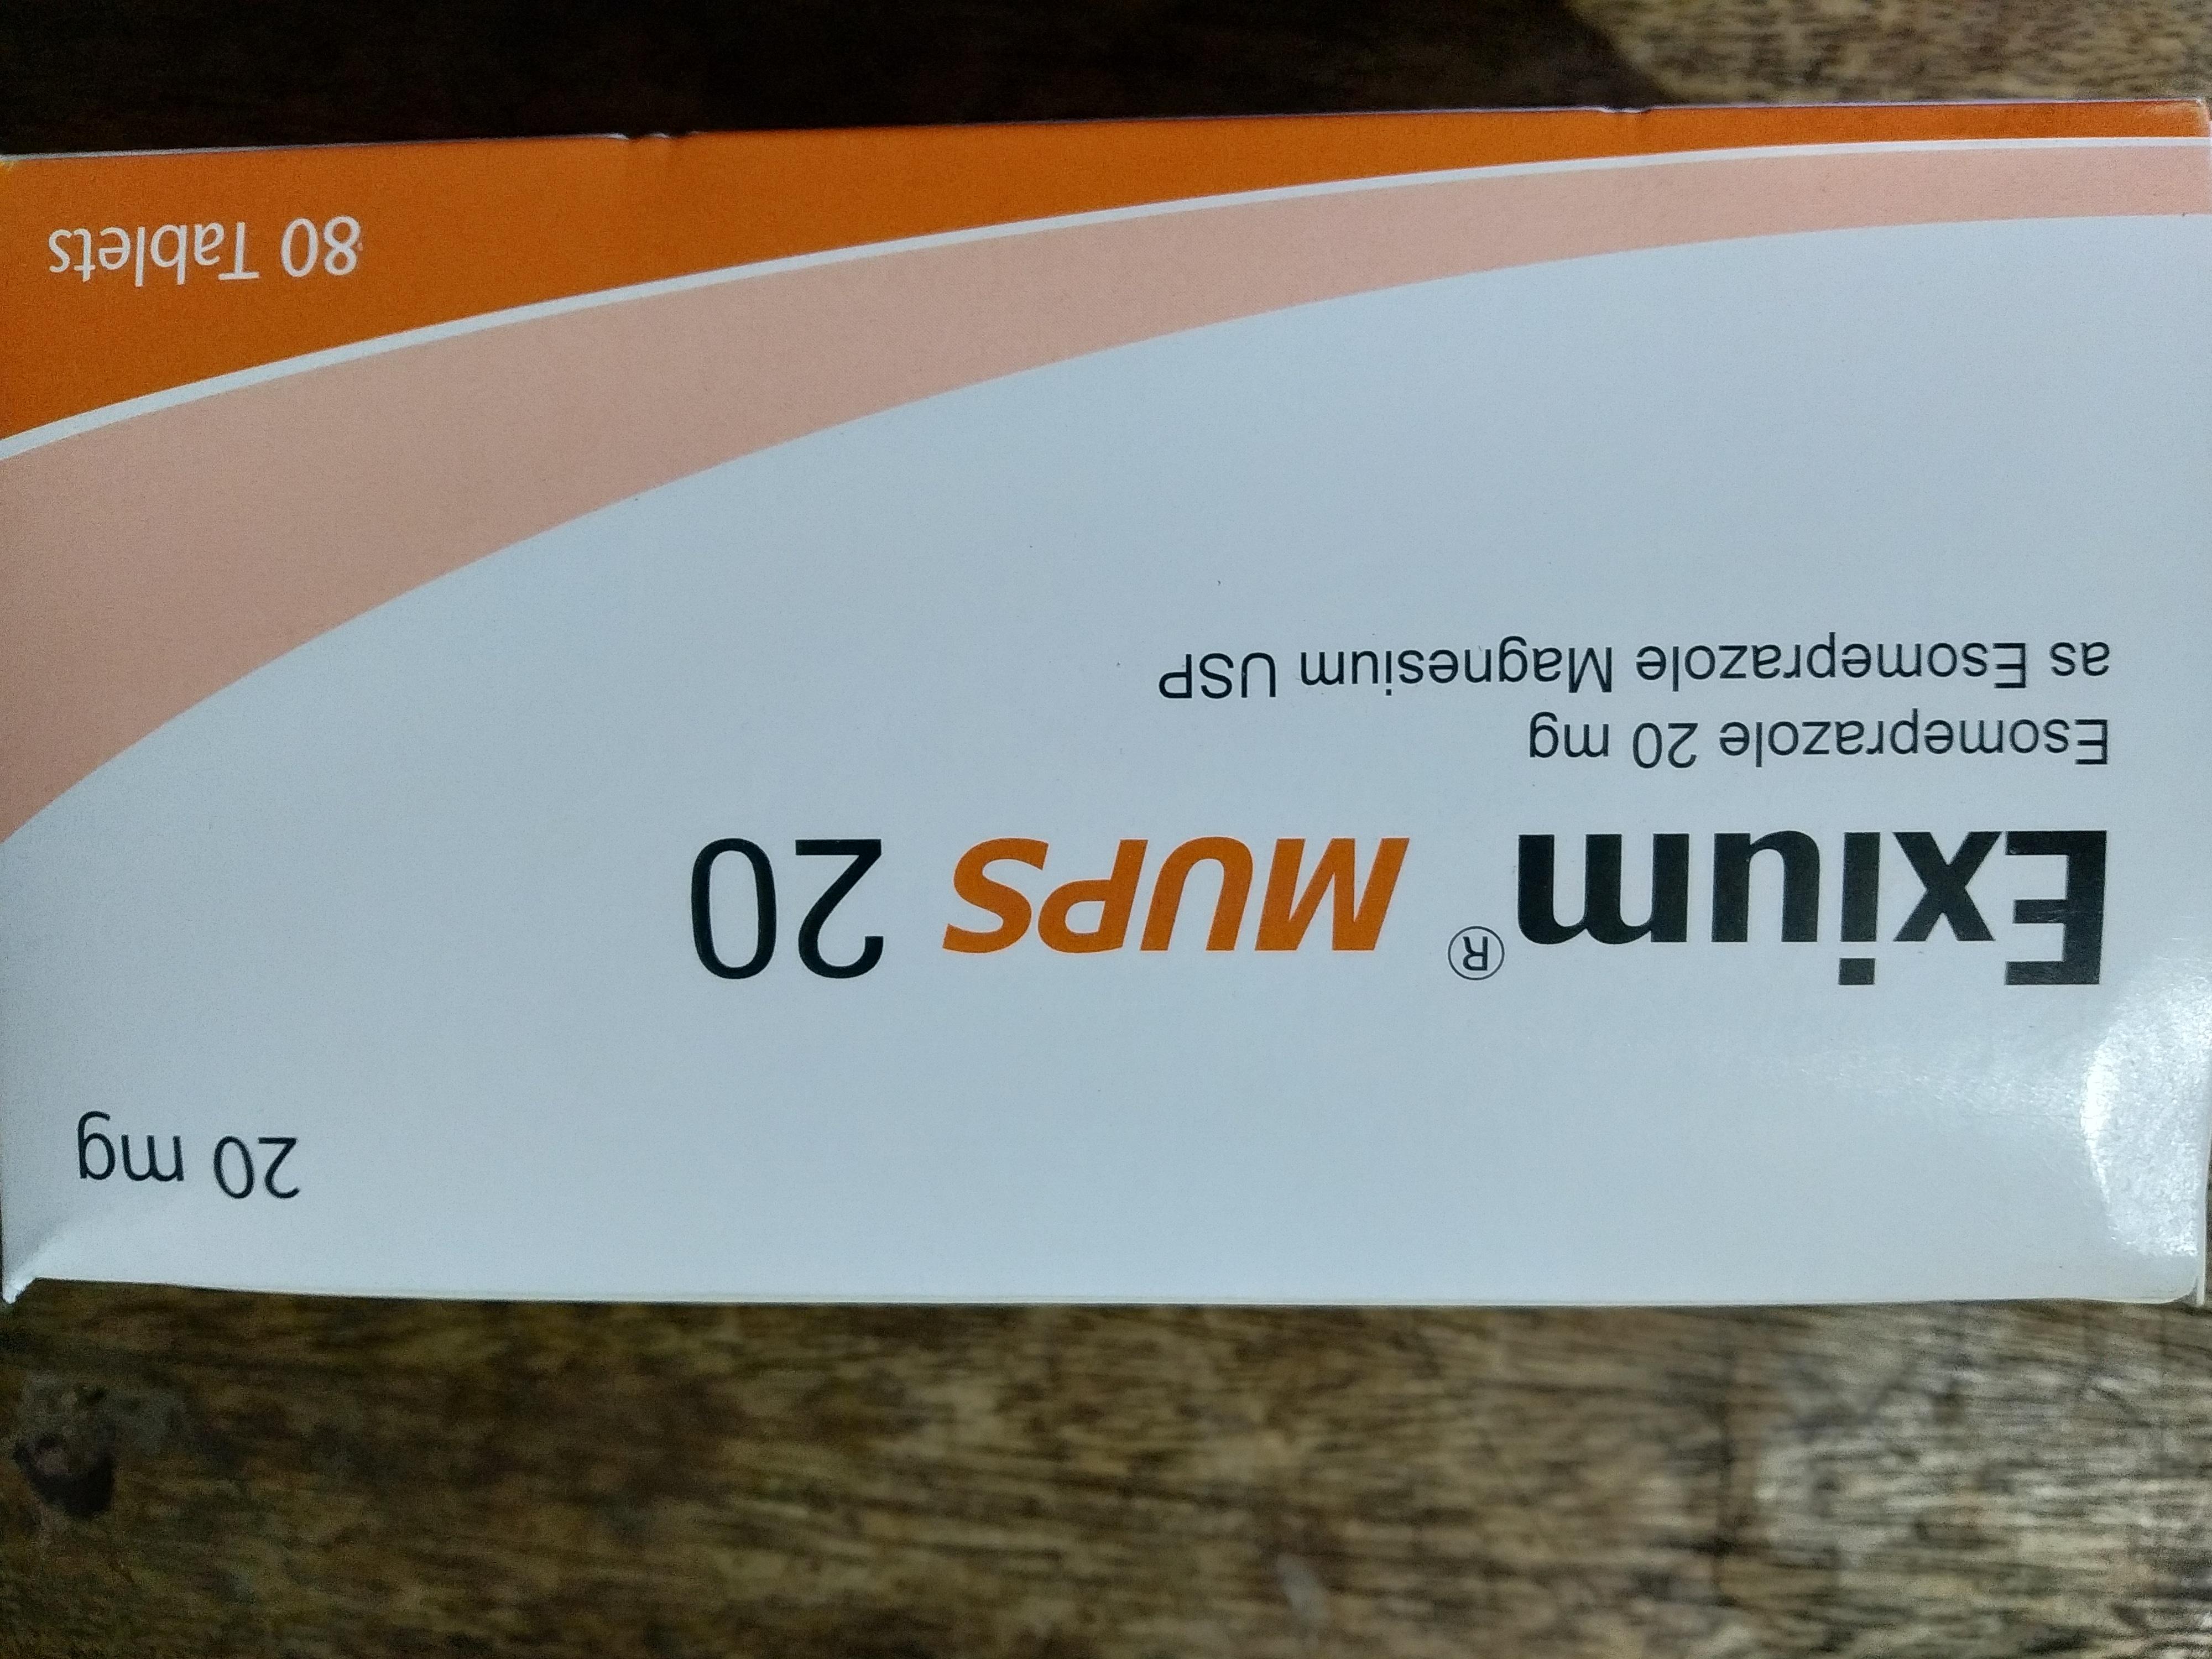 20 mg
Exium® MUPS 20
Esomeprazole 20 mg
as Esomeprazole Magnesium USP
80 Tablets